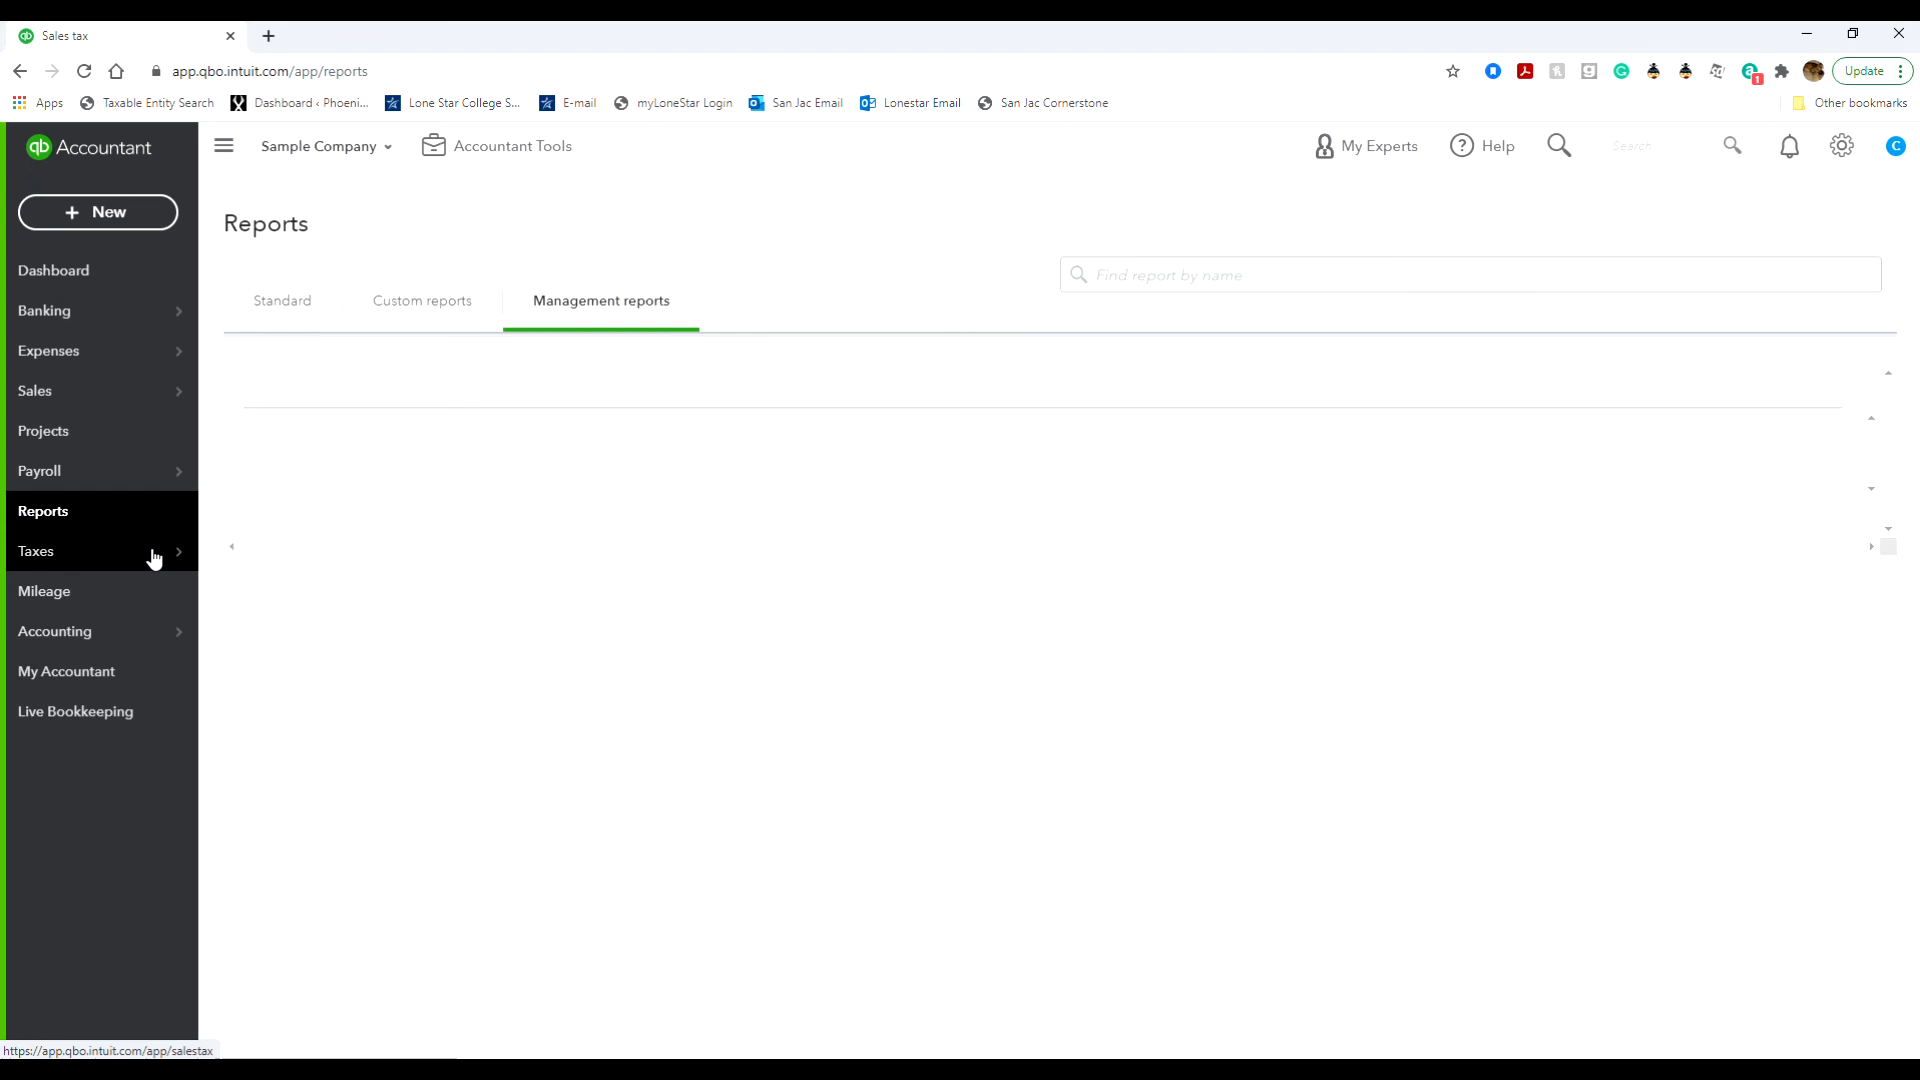 Sales tax
app.qbo.intuit.com/app/reports
Update
1
Apps
Taxable Entity Search
Dashboard ‹ Phoeni...
Lone Star College S...
E-mail
myLoneStar Login
San Jac Email
Lonestar Email
San Jac Cornerstone
Other bookmarks
qb Accountant
Sample Company
Accountant Tools
My Experts
Help
Search
C
+ New
Reports
Find report by name
Standard
Custom reports
Management reports
Dashboard
Banking
Expenses
Sales
Projects
Payroll
Reports
Taxes
Mileage
Accounting
My Accountant
Live Bookkeeping
https://app.qbo.intuit.com/app/salestax